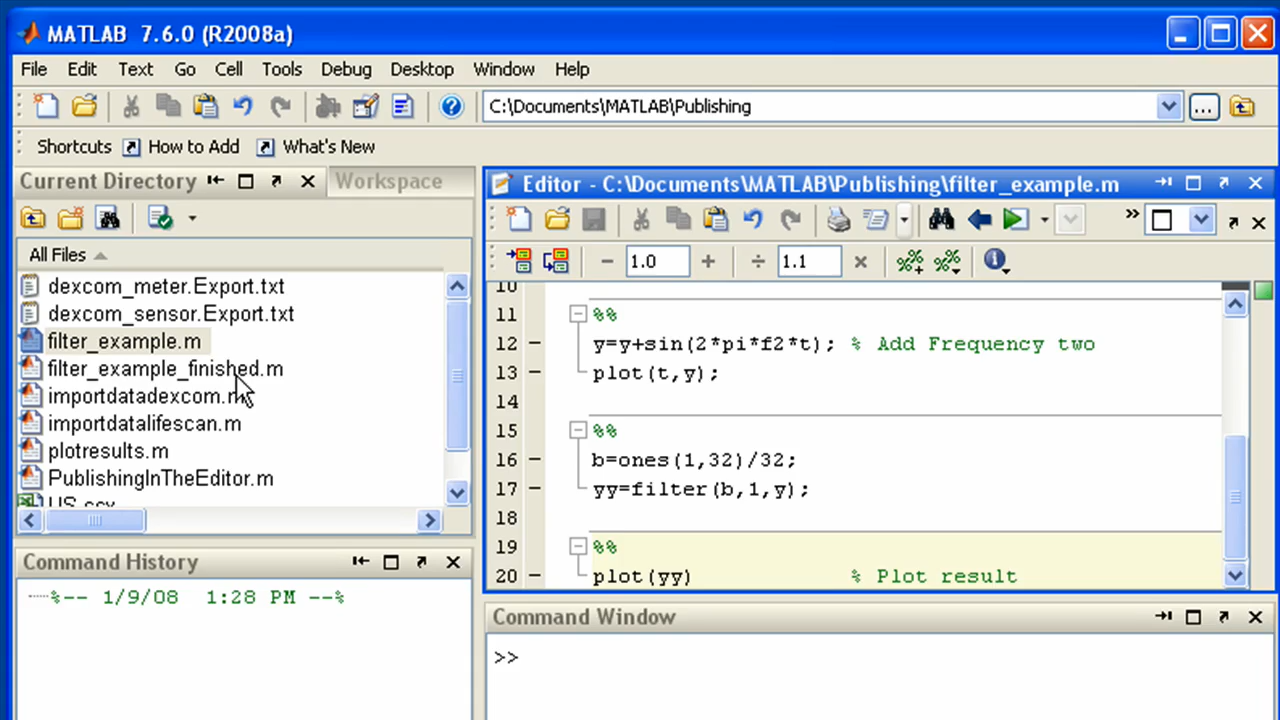 MATLAB 7.6.0 (R2008a)
File Edit Text Go Cell Tools Debug Desktop Window Help
C:\Documents\MATLAB\Publishing
Shortcuts How to Add What's New
Current Directory
Workspace
All Files
dexcom_meter.Export.txt
dexcom_sensor.Export.txt
filter_example.m
filter_example_finished.m
importdatadexcom.m
importdatalifescan.m
plotresults.m
PublishingInTheEditor.m
Command History
%-- 1/9/08 1:28 PM --%
Editor - C:\Documents\MATLAB\Publishing\filter_example.m
− 1.0 + ÷ 1.1 ×
10
11 − %%
12 − y=y+sin(2*pi*f2*t); % Add Frequency two
13 − plot(t,y);
14
15 − %%
16 − b=ones(1,32)/32;
17 − yy=filter(b,1,y);
18
19 − %%
20 − plot(yy) % Plot result
Command Window
>>